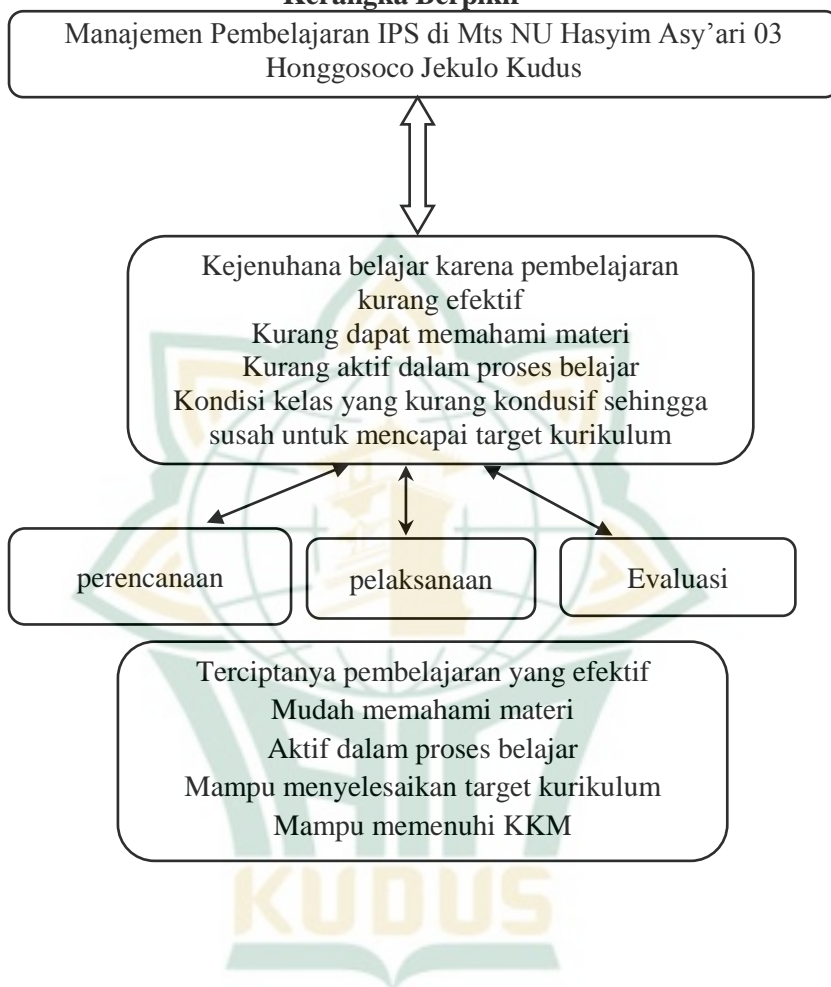 Kerangka Berpikir
Manajemen Pembelajaran IPS di Mts NU Hasyim Asy’ari 03
Honggosoco Jekulo Kudus
Kejenuhana belajar karena pembelajaran
kurang efektif
Kurang dapat memahami materi
Kurang aktif dalam proses belajar
Kondisi kelas yang kurang kondusif sehingga
susah untuk mencapai target kurikulum
perencanaan
pelaksanaan
Evaluasi
Terciptanya pembelajaran yang efektif
Mudah memahami materi
Aktif dalam proses belajar
Mampu menyelesaikan target kurikulum
Mampu memenuhi KKM
KUDUS